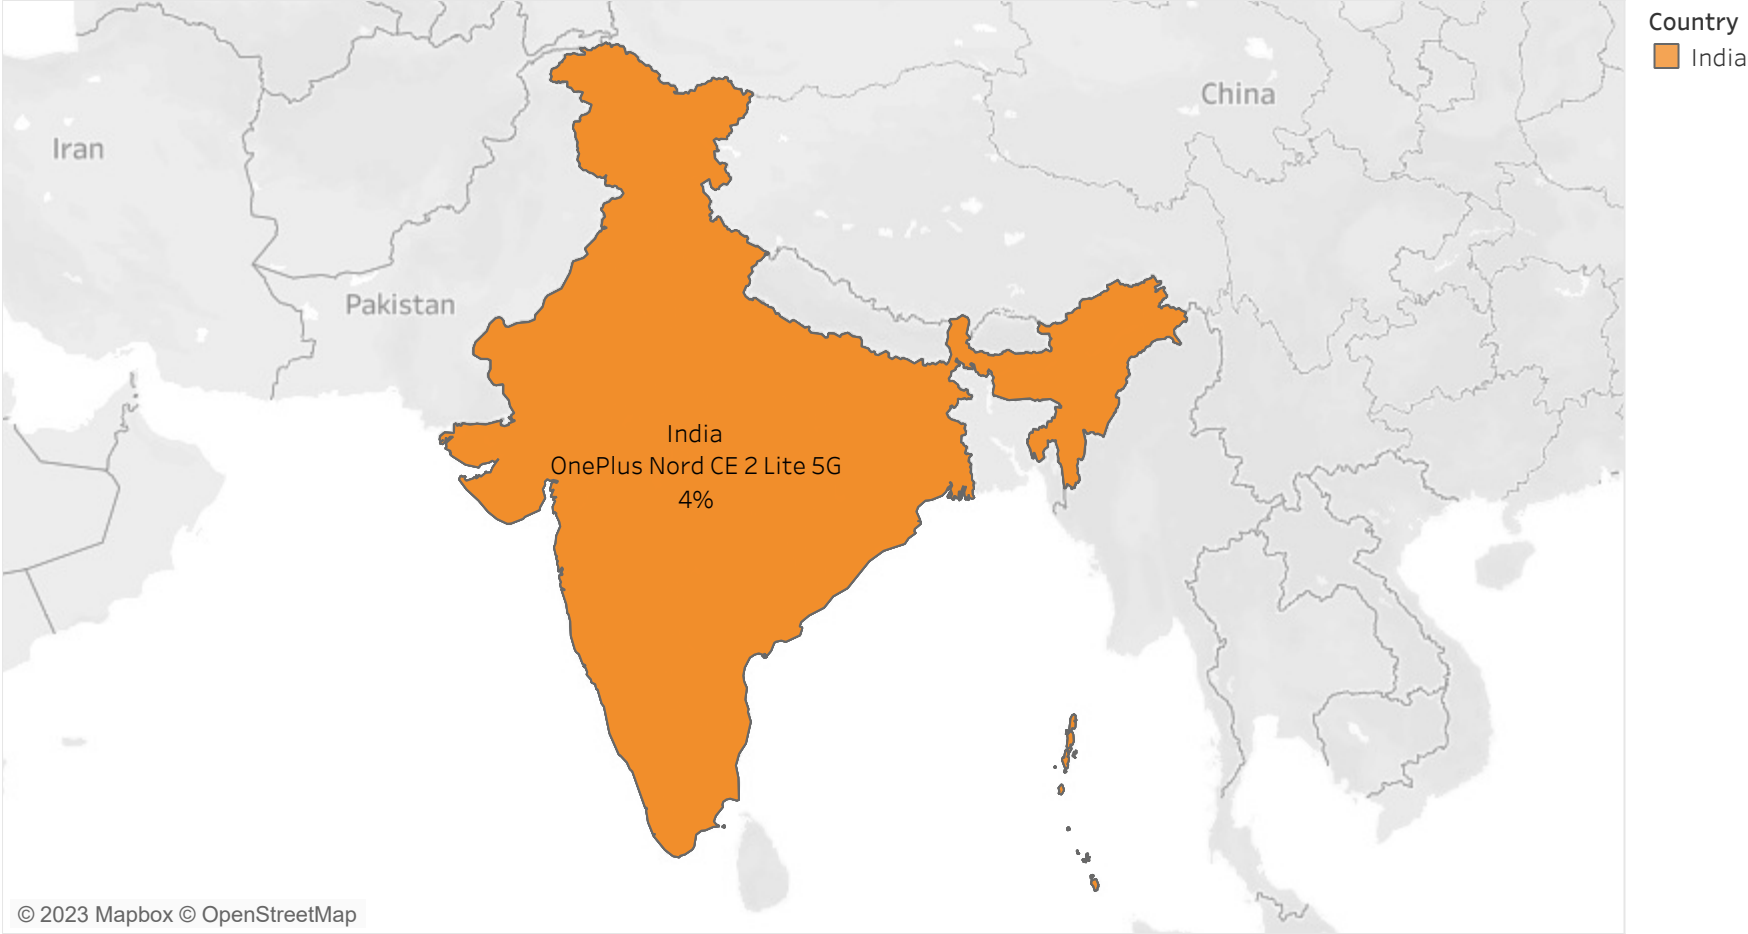 Country
India
China
Iran
Pakistan
India
OnePlus Nord CE 2 Lite 5G
4%
© 2023 Mapbox © OpenStreetMap